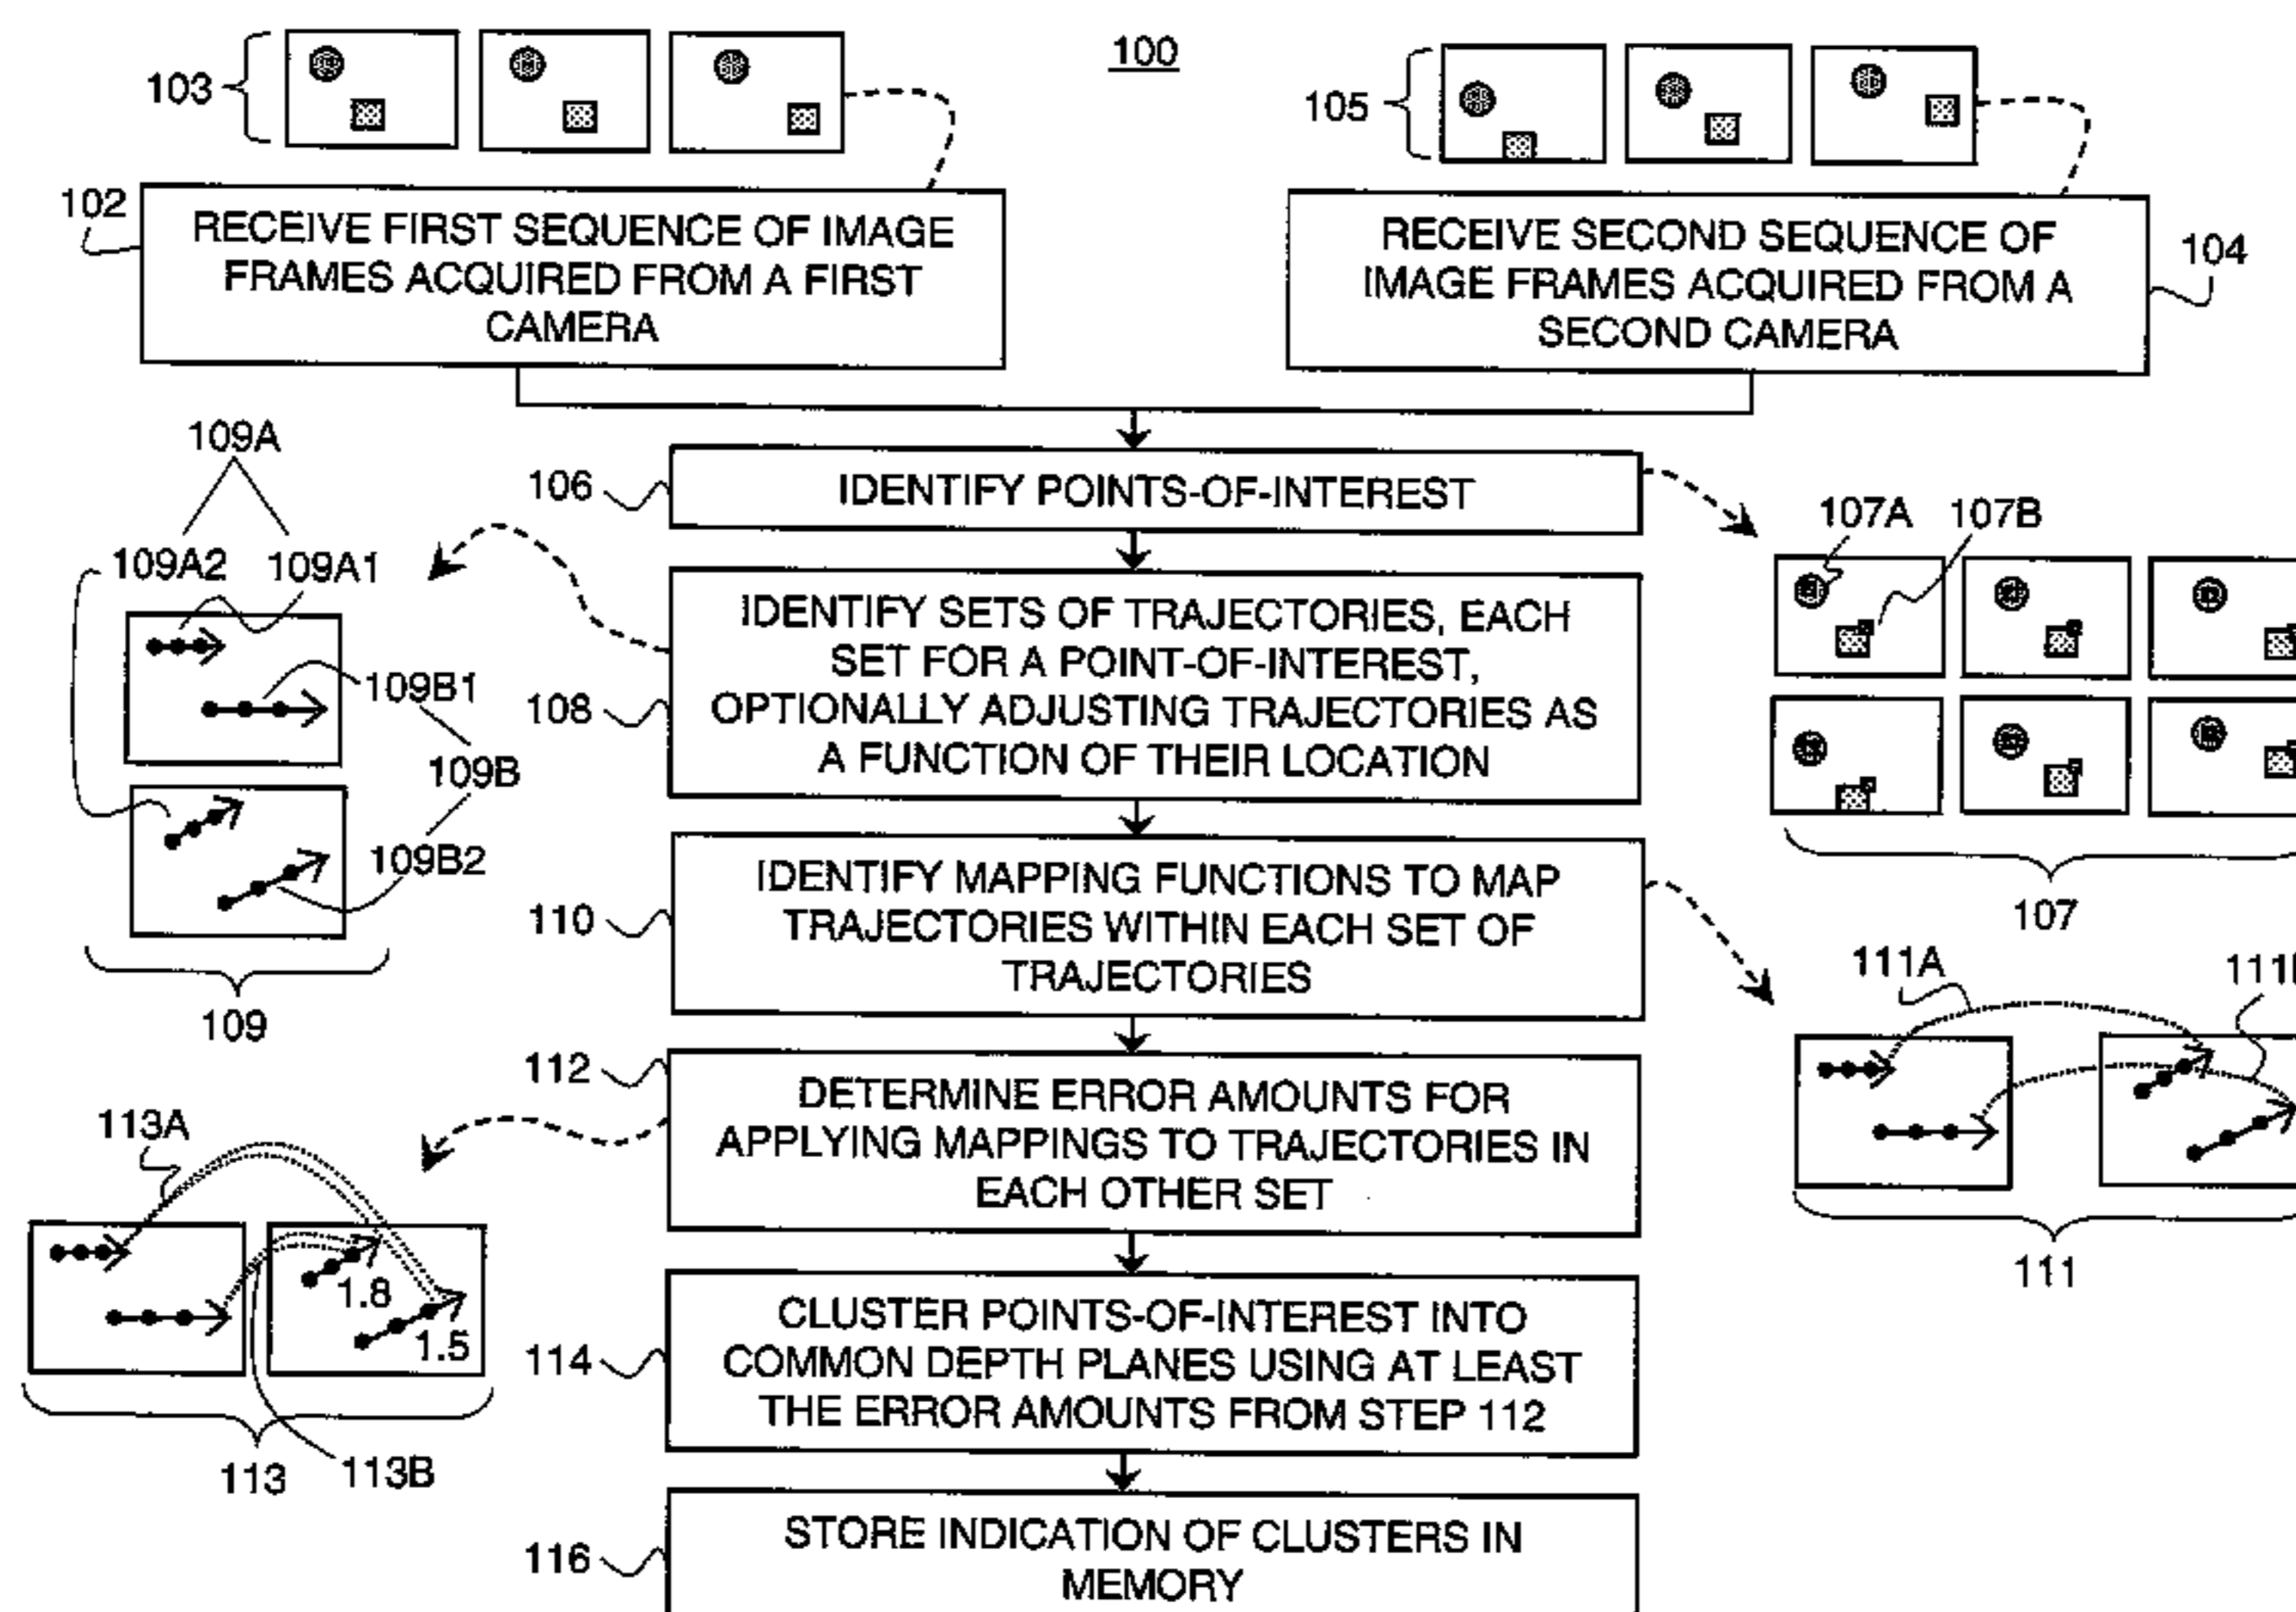 100
103
105
102
RECEIVE FIRST SEQUENCE OF IMAGE
FRAMES ACQUIRED FROM A FIRST
CAMERA
RECEIVE SECOND SEQUENCE OF
IMAGE FRAMES ACQUIRED FROM A
SECOND CAMERA
104
109A
106
IDENTIFY POINTS-OF-INTEREST
107A
107B
109A2
109A1
108
IDENTIFY SETS OF TRAJECTORIES, EACH
SET FOR A POINT-OF-INTEREST,
OPTIONALLY ADJUSTING TRAJECTORIES AS
A FUNCTION OF THEIR LOCATION
109B1
109B
109B2
109
107
110
IDENTIFY MAPPING FUNCTIONS TO MAP
TRAJECTORIES WITHIN EACH SET OF
TRAJECTORIES
111A
111
112
DETERMINE ERROR AMOUNTS FOR
APPLYING MAPPINGS TO TRAJECTORIES IN
EACH OTHER SET
113A
1.8
1.5
113
113B
114
CLUSTER POINTS-OF-INTEREST INTO
COMMON DEPTH PLANES USING AT LEAST
THE ERROR AMOUNTS FROM STEP 112
116
STORE INDICATION OF CLUSTERS IN
MEMORY